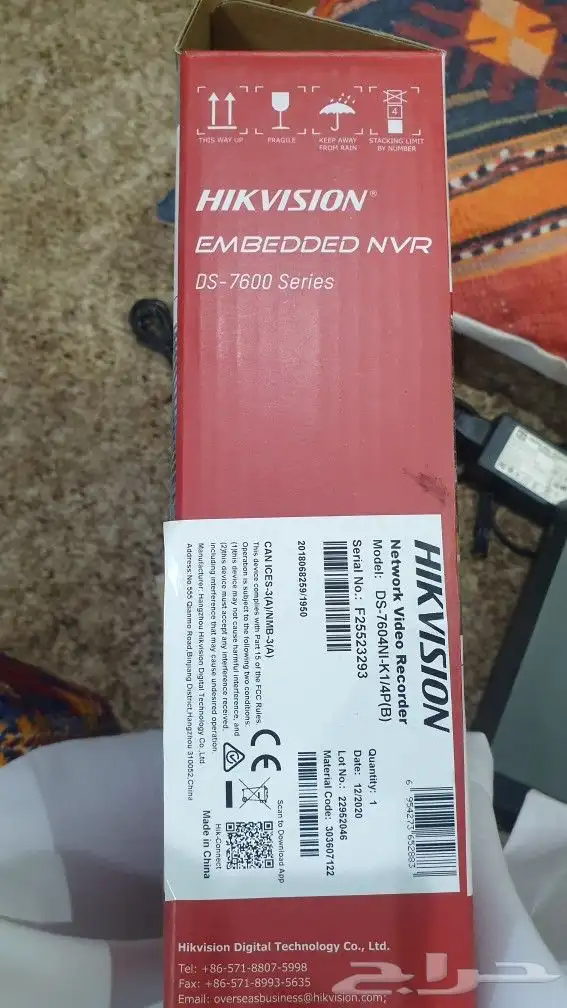 THIS WAY UP
FRAGILE
KEEP AWAY
FROM RAIN
4
STACKING LIMIT
BY NUMBER
HIKVISION®
EMBEDDED NVR
DS-7600 Series
HIKVISION
Network Video Recorder
Model: DS-7604NI-K1/4P(B)
Serial No.: F25523293
2018068259/1950
6 954273 652883
Quantity: 1
Date: 12/2020
Lot No.: 22952046
Material Code: 303607122
CAN ICES-3(A)/NMB-3(A)
This device complies with Part 15 of the FCC Rules
Operation is subject to the following two conditions:
(1)this device may not cause harmful interference, and
(2)this device must accept any interference received,
including interference that may cause undesired operation.
Manufacturer: Hangzhou Hikvision Digital Technology Co.,Ltd.
Address:No.555 Qianmo Road,Binjiang District,Hangzhou 310052,China
CE
Scan to Download App
Hik-Connect
Made in China
Hikvision Digital Technology Co., Ltd.
Tel: +86-571-8807-5998
Fax: +86-571-8993-5635
Email: overseasbusiness@hikvision.com;
حراج